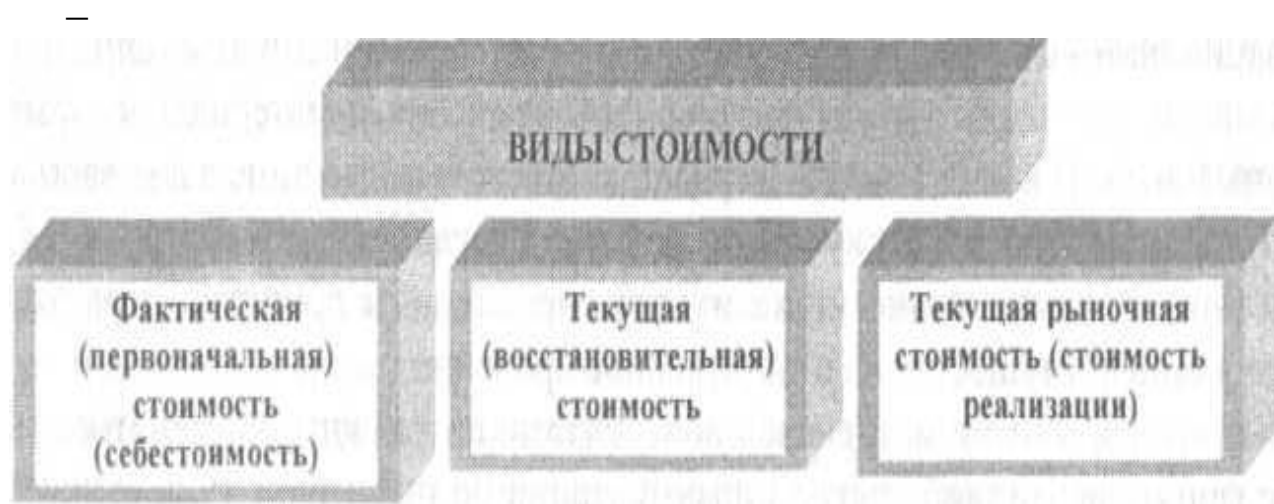 ВИДЫ СТОИМОСТИ
Фактическая
(первоначальная)
стоимость
(себестоимость)
Текущая
(восстановительная)
стоимость
Текущая рыночная
стоимость (стоимость
реализации)